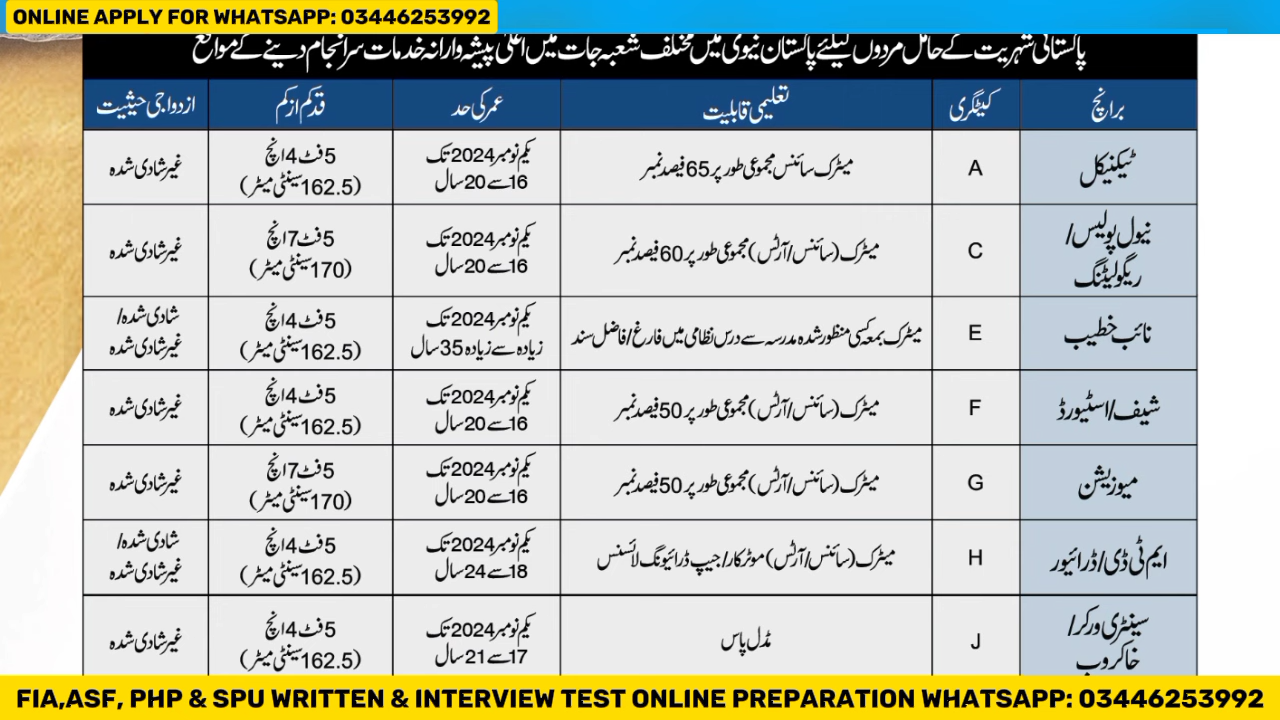 ONLINE APPLY FOR WHATSAPP: 03446253992
پاکستانی شہریت کے حامل مردوں کیلئے پاکستان نیوی میں مختلف شعبہ جات میں اعلیٰ پیشہ وارانہ خدمات سر انجام دینے کے مواقع
برانچ کیٹگری تعلیمی قابلیت عمر کی حد قد کم از کم ازدواجی حیثیت
ٹیکنیکل A میٹرک سائنس مجموعی طور پر 65 فیصد نمبر یکم نومبر 2024 تک 5 فٹ 4 انچ غیر شادی شدہ
16 سے 20 سال (162.5 سینٹی میٹر)
نیول پولیس/ C میٹرک (سائنس/آرٹس) مجموعی طور پر 60 فیصد نمبر یکم نومبر 2024 تک 5 فٹ 7 انچ غیر شادی شدہ
ریگولیٹنگ 16 سے 20 سال (170 سینٹی میٹر)
نائب خطیب E میٹرک بمعہ کسی منظور شدہ مدرسہ سے درس نظامی میں فارغ/فاضل سند یکم نومبر 2024 تک 5 فٹ 4 انچ شادی شدہ/
زیادہ سے زیادہ 35 سال (162.5 سینٹی میٹر) غیر شادی شدہ
شیف/اسٹیورڈ F میٹرک (سائنس/آرٹس) مجموعی طور پر 50 فیصد نمبر یکم نومبر 2024 تک 5 فٹ 4 انچ غیر شادی شدہ
16 سے 20 سال (162.5 سینٹی میٹر)
میوزیشن G میٹرک (سائنس/آرٹس) مجموعی طور پر 50 فیصد نمبر یکم نومبر 2024 تک 5 فٹ 7 انچ غیر شادی شدہ
16 سے 20 سال (170 سینٹی میٹر)
ایم ٹی ڈی/ڈرائیور H میٹرک (سائنس/آرٹس) موٹر کار/جیپ ڈرائیونگ لائسنس یکم نومبر 2024 تک 5 فٹ 4 انچ شادی شدہ/
18 سے 24 سال (162.5 سینٹی میٹر) غیر شادی شدہ
سینٹری ورکر/ J مڈل پاس یکم نومبر 2024 تک 5 فٹ 4 انچ غیر شادی شدہ
خاکروب 17 سے 21 سال (162.5 سینٹی میٹر)
FIA,ASF, PHP & SPU WRITTEN & INTERVIEW TEST ONLINE PREPARATION WHATSAPP: 03446253992